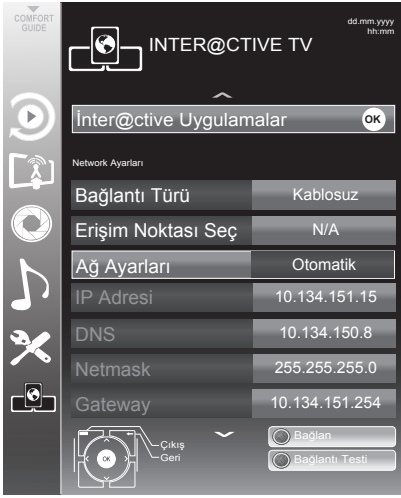 COMFORT
GUIDE
INTER@CTIVE TV
dd.mm.yyyy
hh:mm
İnter@ctive Uygulamalar OK
Network Ayarları
Bağlantı Türü Kablosuz
Erişim Noktası Seç N/A
Ağ Ayarları Otomatik
IP Adresi 10.134.151.15
DNS 10.134.150.8
Netmask 255.255.255.0
Gateway 10.134.151.254
OK
Çıkış
Geri
Bağlan
Bağlantı Testi